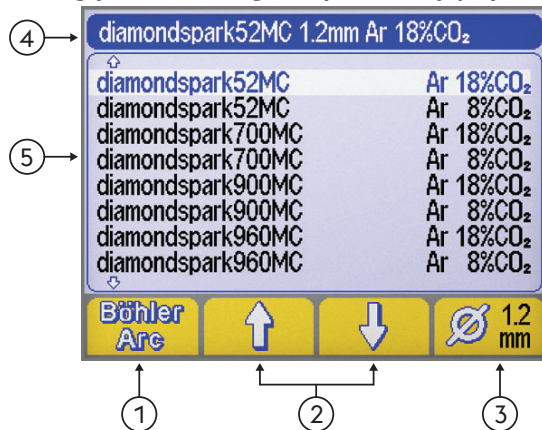 diamondspark52MC 1.2mm Ar 18%CO₂
diamondspark52MC Ar 18%CO₂
diamondspark52MC Ar 8%CO₂
diamondspark700MC Ar 18%CO₂
diamondspark700MC Ar 8%CO₂
diamondspark900MC Ar 18%CO₂
diamondspark900MC Ar 8%CO₂
diamondspark960MC Ar 18%CO₂
diamondspark960MC Ar 8%CO₂
Böhler
Arc
1.2
mm
4
5
1
2
3